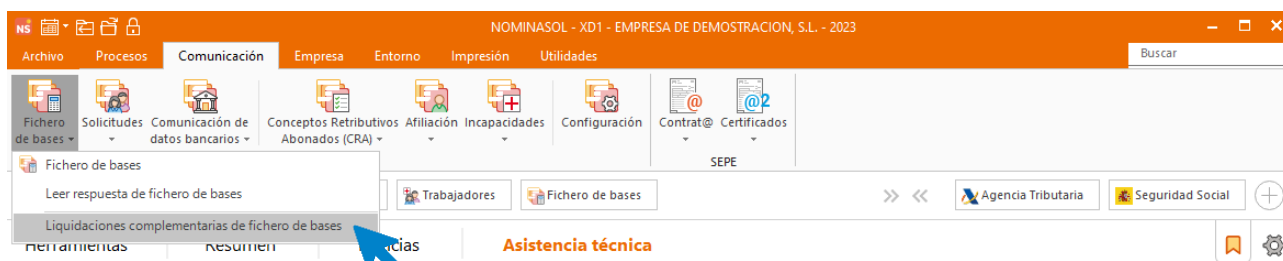 NS
NOMINASOL - XD1 - EMPRESA DE DEMOSTRACION, S.L. - 2023
Archivo Procesos Comunicación Empresa Entorno Impresión Utilidades Buscar
Fichero de bases
Solicitudes
Comunicación de datos bancarios
Conceptos Retributivos Abonados (CRA)
Afiliación
Incapacidades
Configuración
@
Contrat@
@2
Certificados
SEPE
Fichero de bases
Leer respuesta de fichero de bases
Liquidaciones complementarias de fichero de bases
Trabajadores Fichero de bases Agencia Tributaria Seguridad Social
Herramientas Resumen Asistencia técnica